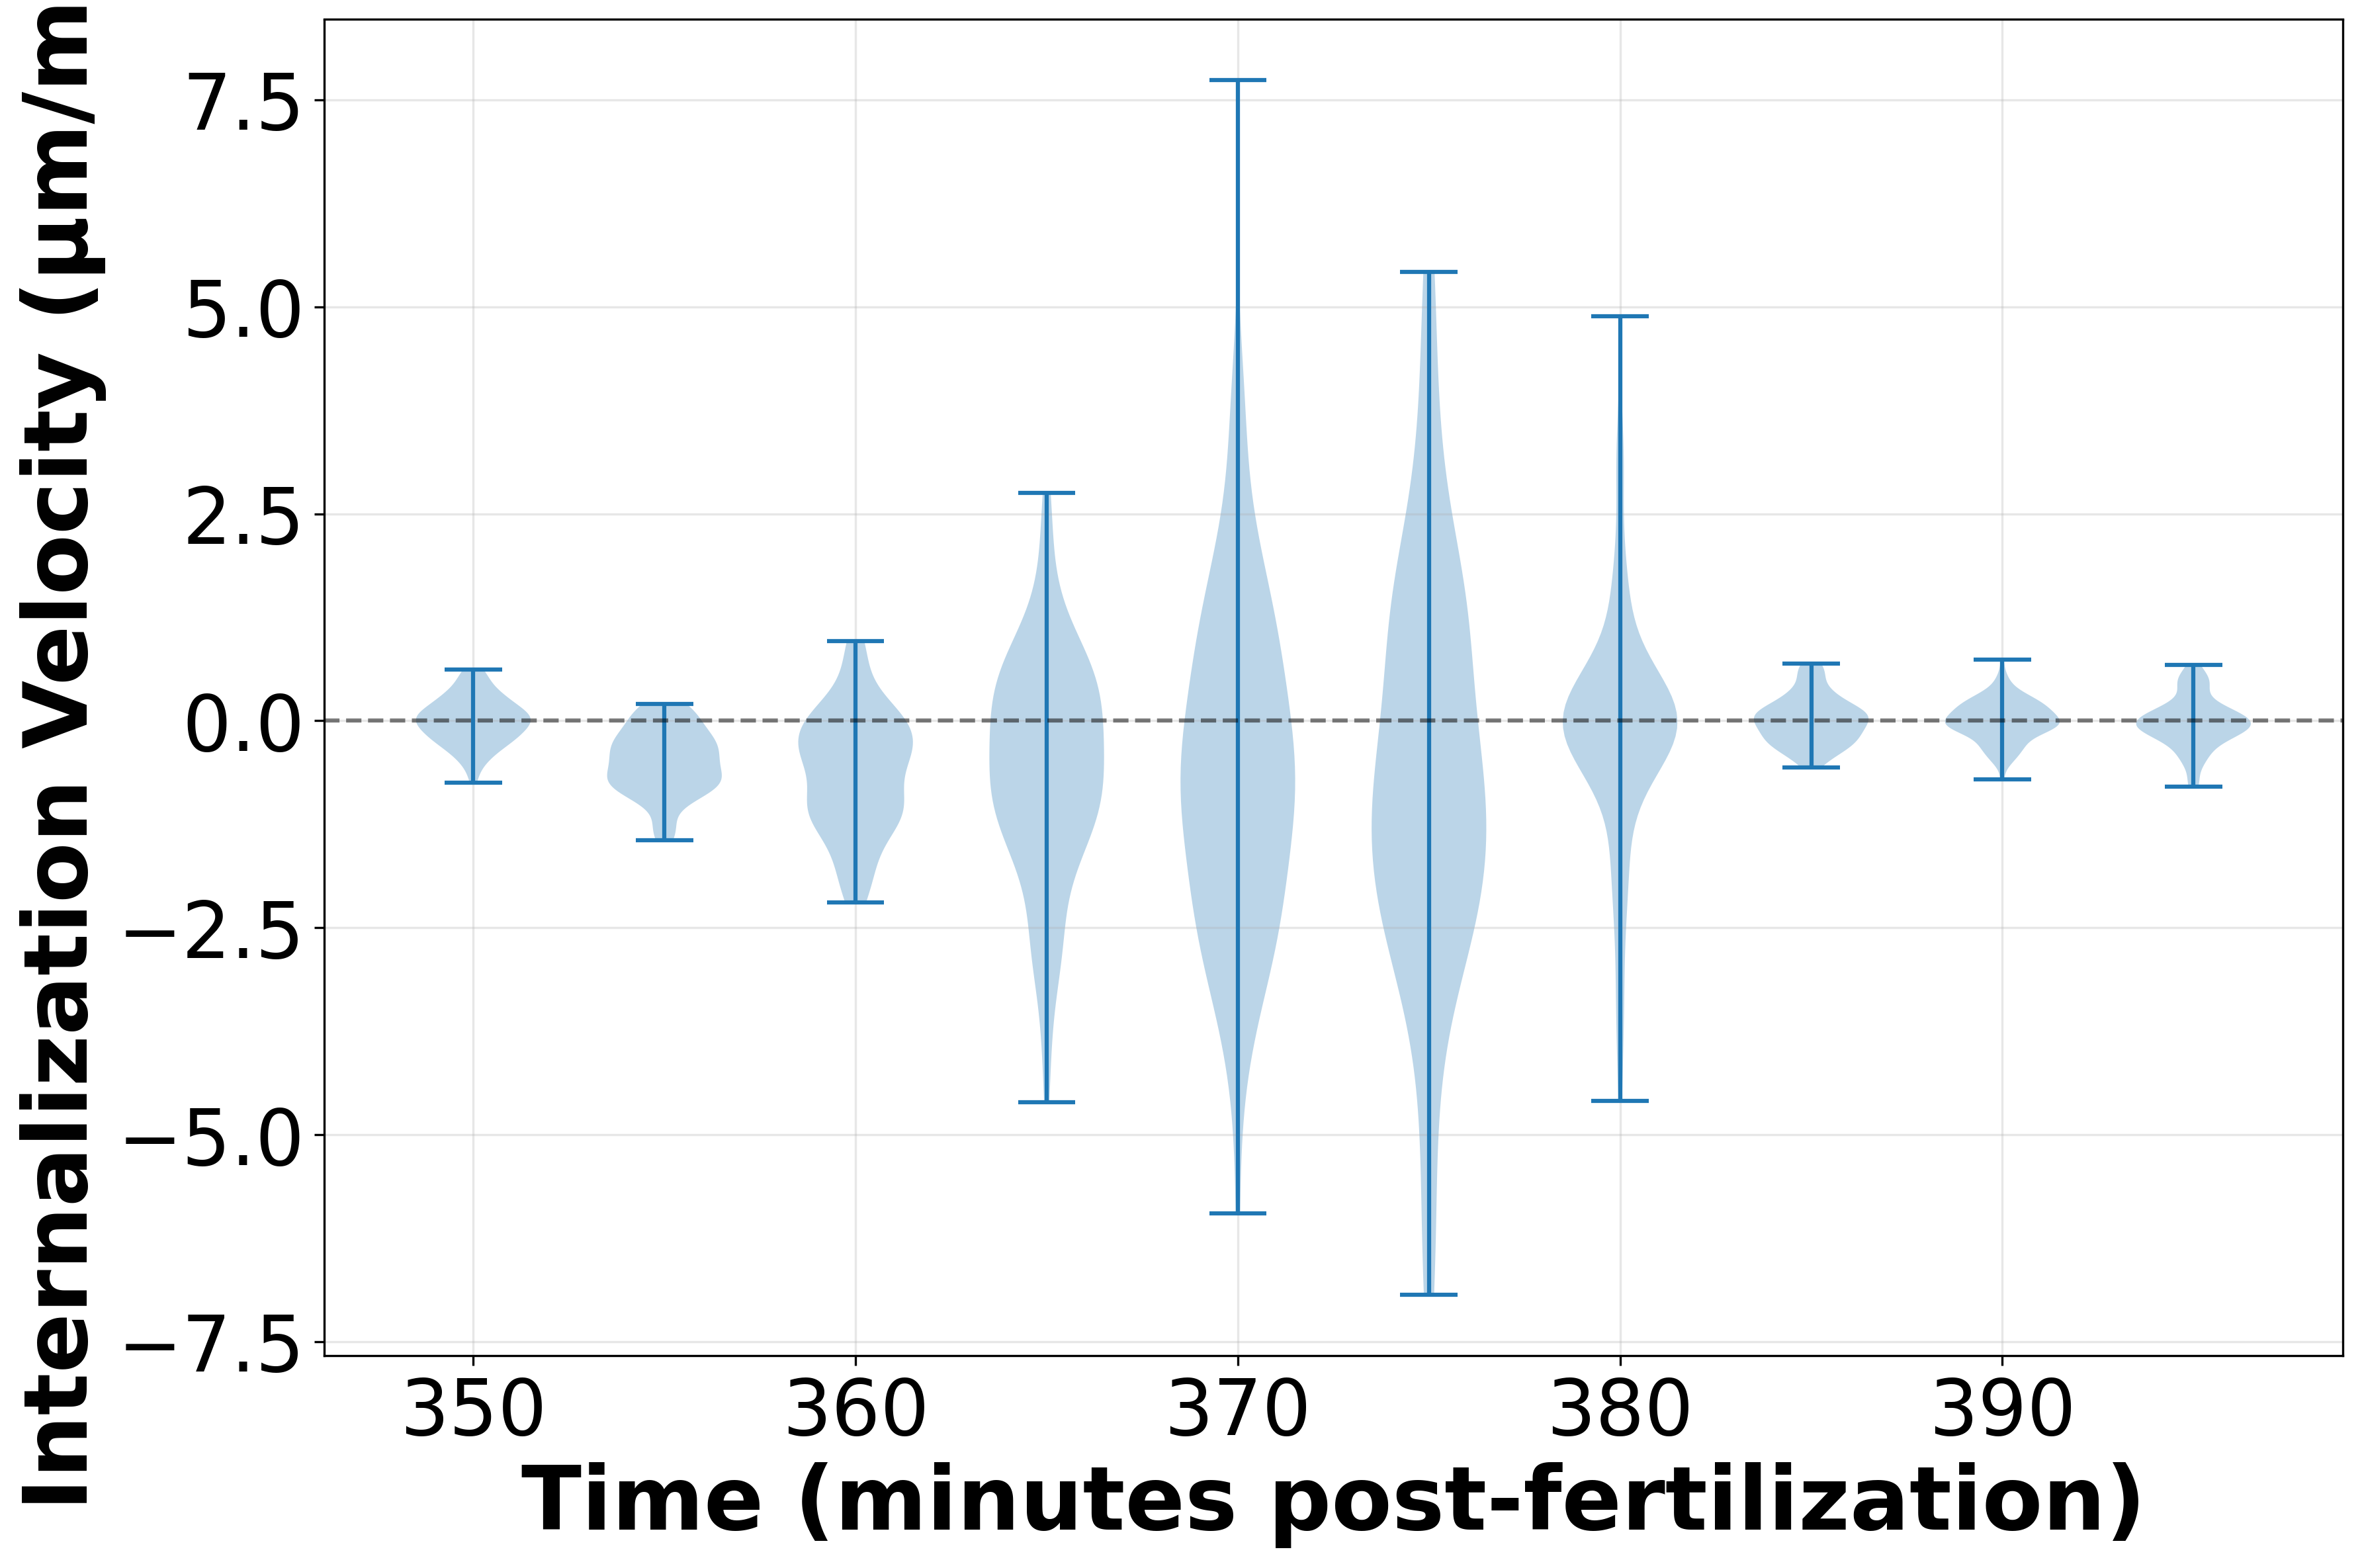 Internalization Velocity (µm/m
7.5
5.0
2.5
0.0
−2.5
−5.0
−7.5
350 360 370 380 390
Time (minutes post-fertilization)